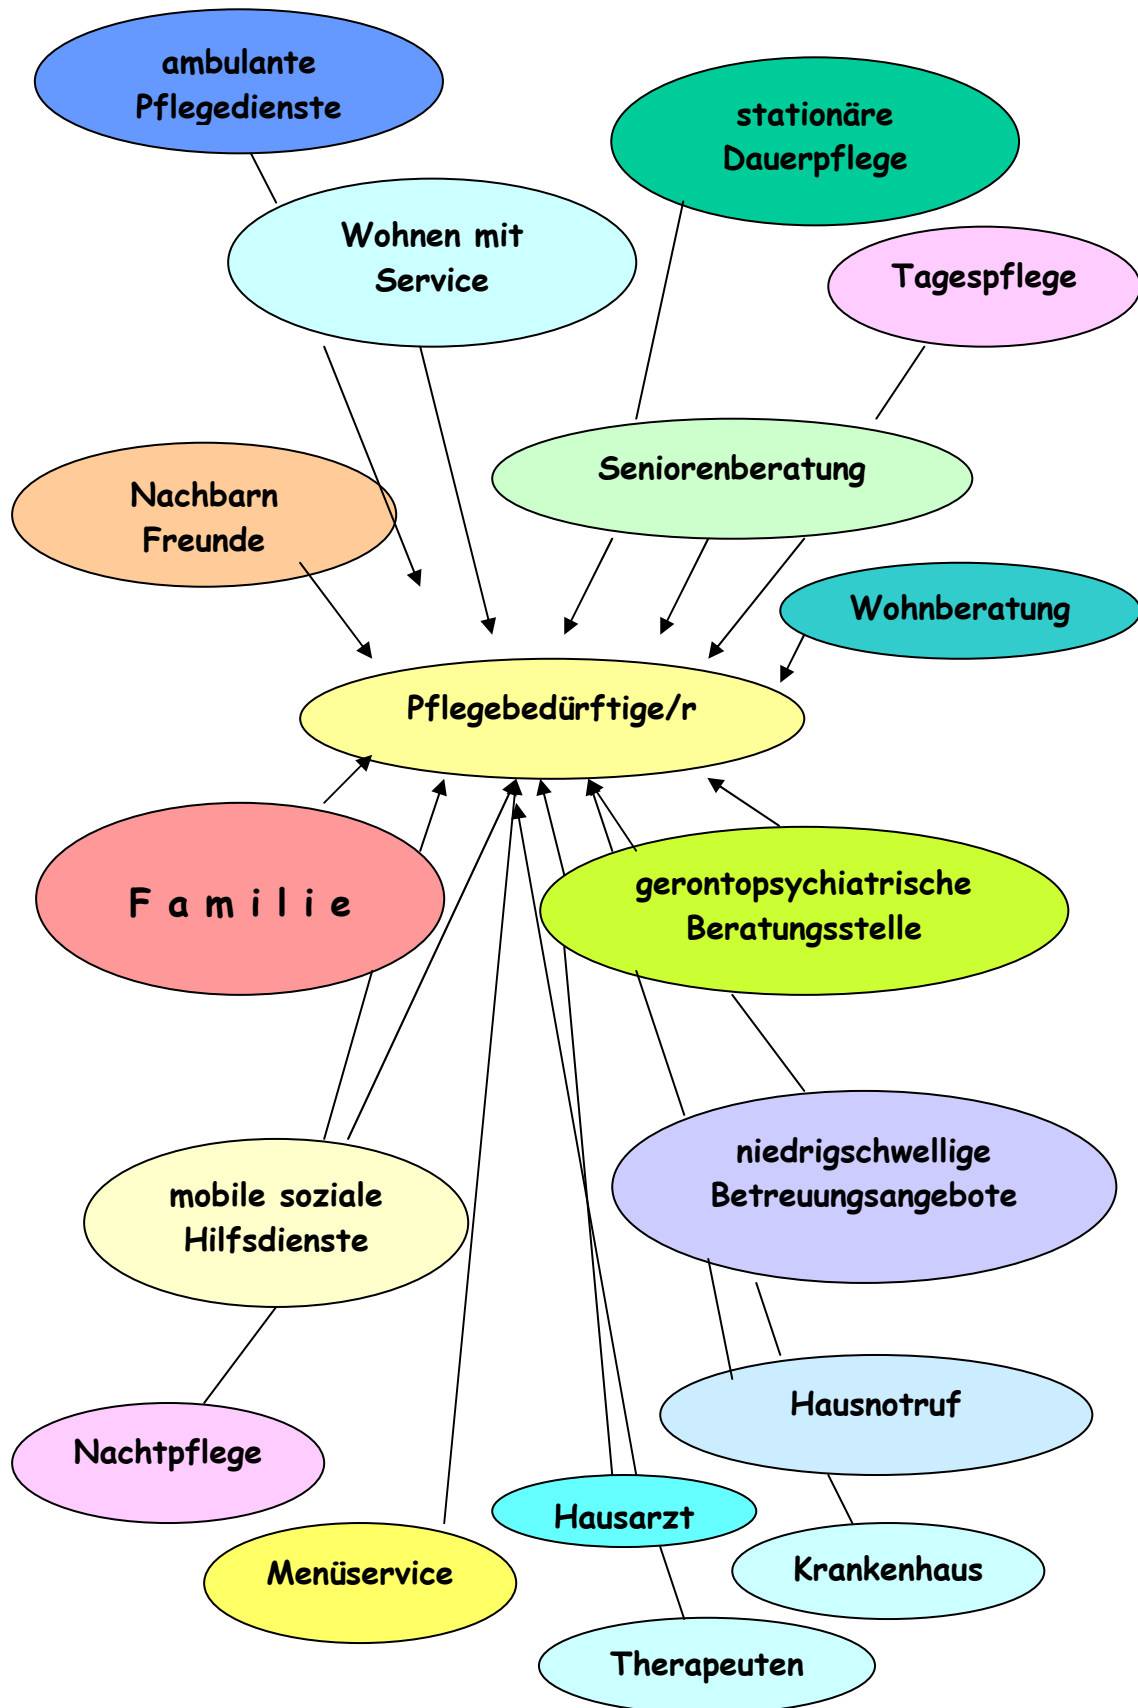 ambulante
Pflegedienste
stationäre
Dauerpflege
Wohnen mit
Service
Tagespflege
Seniorenberatung
Nachbarn
Freunde
Wohnberatung
Pflegebedürftige/r
F a m i l i e
gerontopsychiatrische
Beratungsstelle
niedrigschwellige
Betreuungsangebote
mobile soziale
Hilfsdienste
Hausnotruf
Nachtpflege
Hausarzt
Krankenhaus
Menüservice
Therapeuten